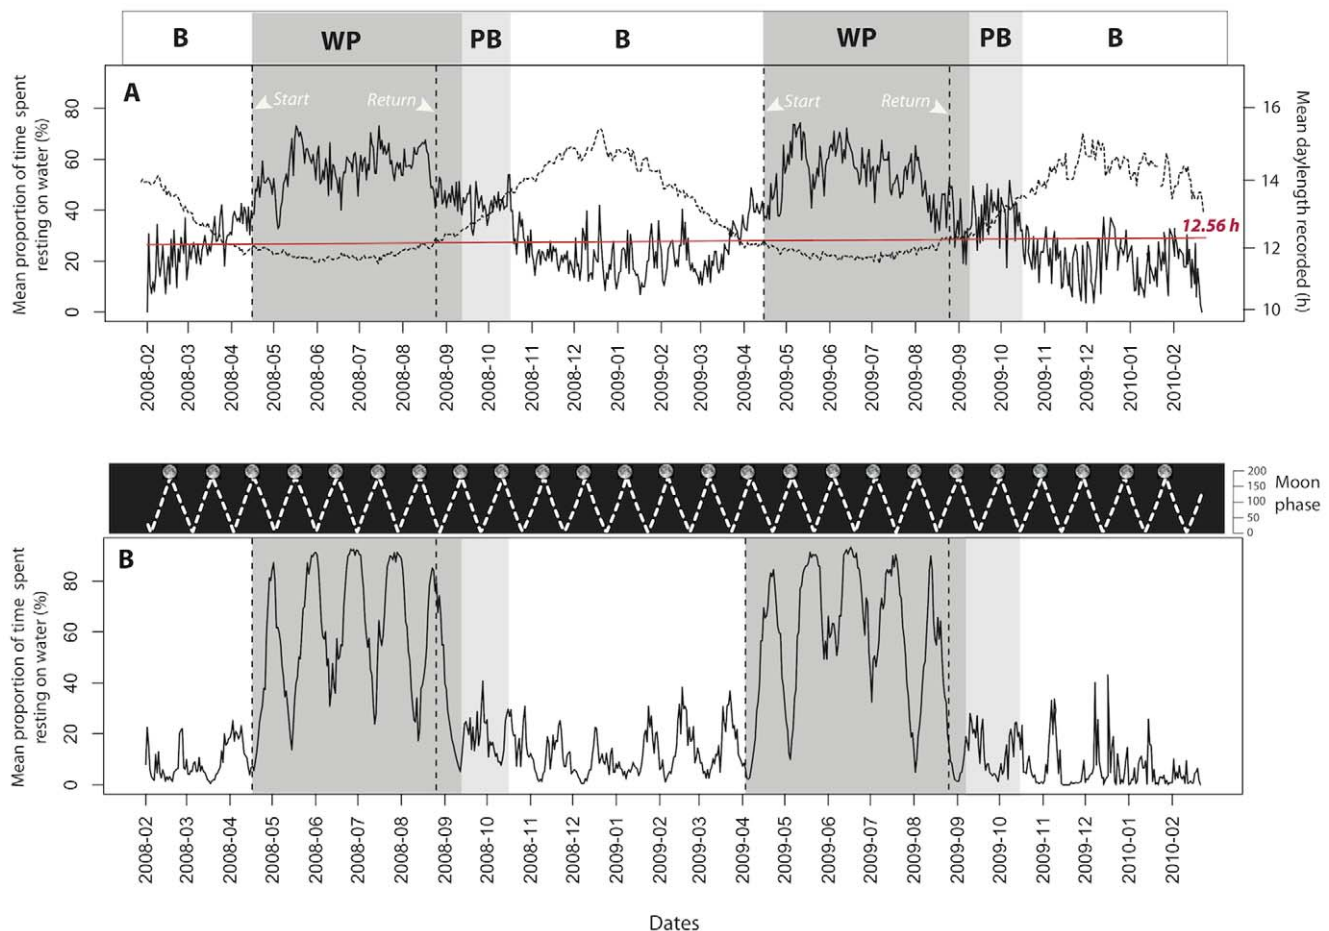 B WP PB B WP PB B
A
Start Return Start Return
Mean proportion of time spent
resting on water (%)
80
60
40
20
0
16
14
12
10
Mean daylength recorded (h)
12.56 h
2008-02 2008-03 2008-04 2008-05 2008-06 2008-07 2008-08 2008-09 2008-10 2008-11 2008-12 2009-01 2009-02 2009-03 2009-04 2009-05 2009-06 2009-07 2009-08 2009-09 2009-10 2009-11 2009-12 2010-01 2010-02
200
150
100
50
0
Moon
phase
B
Mean proportion of time spent
resting on water (%)
80
60
40
20
0
2008-02 2008-03 2008-04 2008-05 2008-06 2008-07 2008-08 2008-09 2008-10 2008-11 2008-12 2009-01 2009-02 2009-03 2009-04 2009-05 2009-06 2009-07 2009-08 2009-09 2009-10 2009-11 2009-12 2010-01 2010-02
Dates